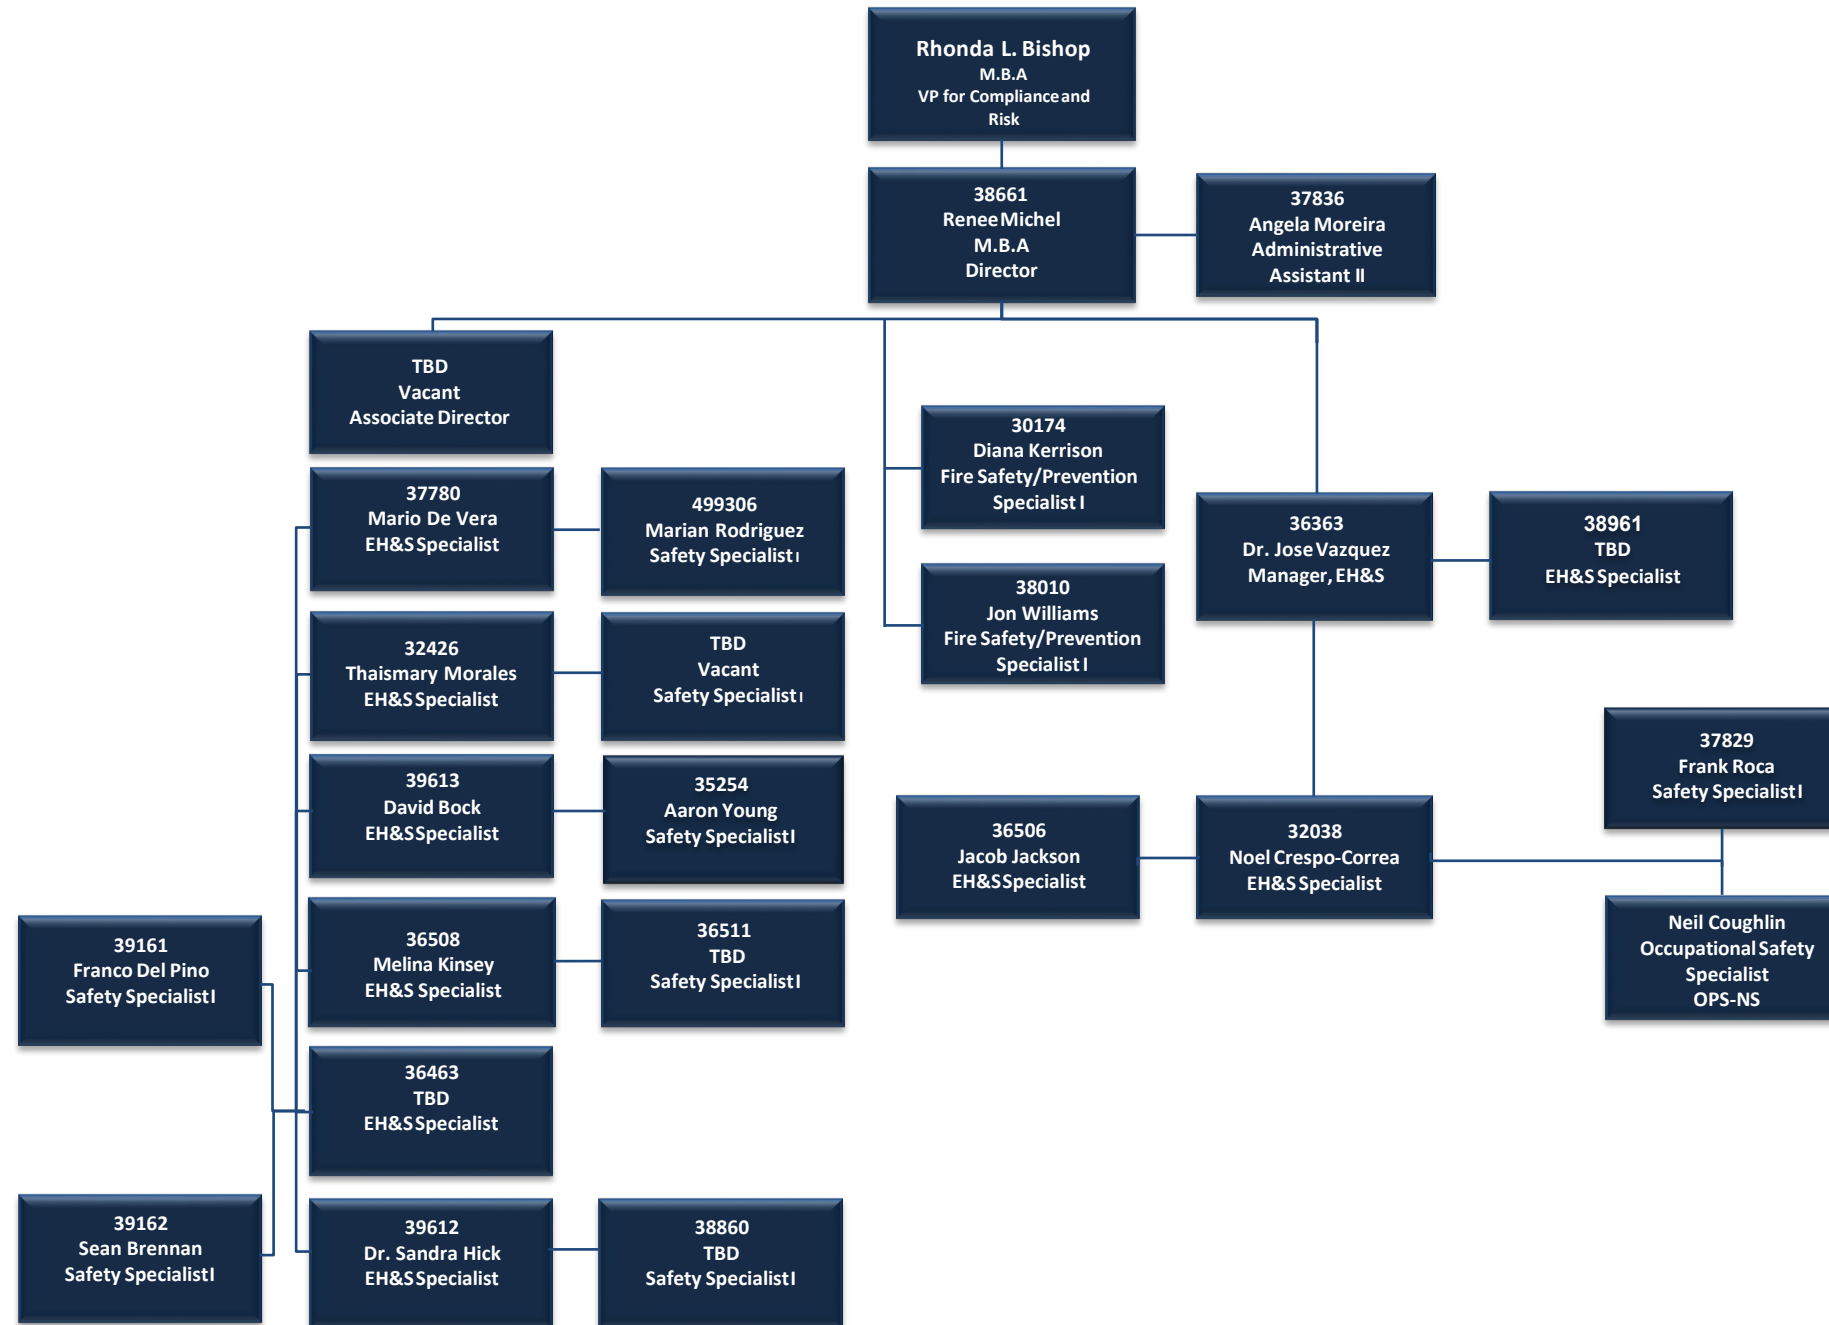 Rhonda L. Bishop
M.B.A
VP for Compliance and
Risk
38661
Renee Michel
M.B.A
Director
37836
Angela Moreira
Administrative
Assistant II
TBD
Vacant
Associate Director
37780
Mario De Vera
EH&S Specialist
499306
Marian Rodriguez
Safety Specialist I
32426
Thaismary Morales
EH&S Specialist
TBD
Vacant
Safety Specialist I
39613
David Bock
EH&S Specialist
35254
Aaron Young
Safety Specialist I
36508
Melina Kinsey
EH&S Specialist
36511
TBD
Safety Specialist I
39161
Franco Del Pino
Safety Specialist I
36463
TBD
EH&S Specialist
39162
Sean Brennan
Safety Specialist I
39612
Dr. Sandra Hick
EH&S Specialist
38860
TBD
Safety Specialist I
30174
Diana Kerrison
Fire Safety/Prevention
Specialist I
38010
Jon Williams
Fire Safety/Prevention
Specialist I
36363
Dr. Jose Vazquez
Manager, EH&S
38961
TBD
EH&S Specialist
36506
Jacob Jackson
EH&S Specialist
32038
Noel Crespo-Correa
EH&S Specialist
37829
Frank Roca
Safety Specialist I
Neil Coughlin
Occupational Safety
Specialist
OPS-NS